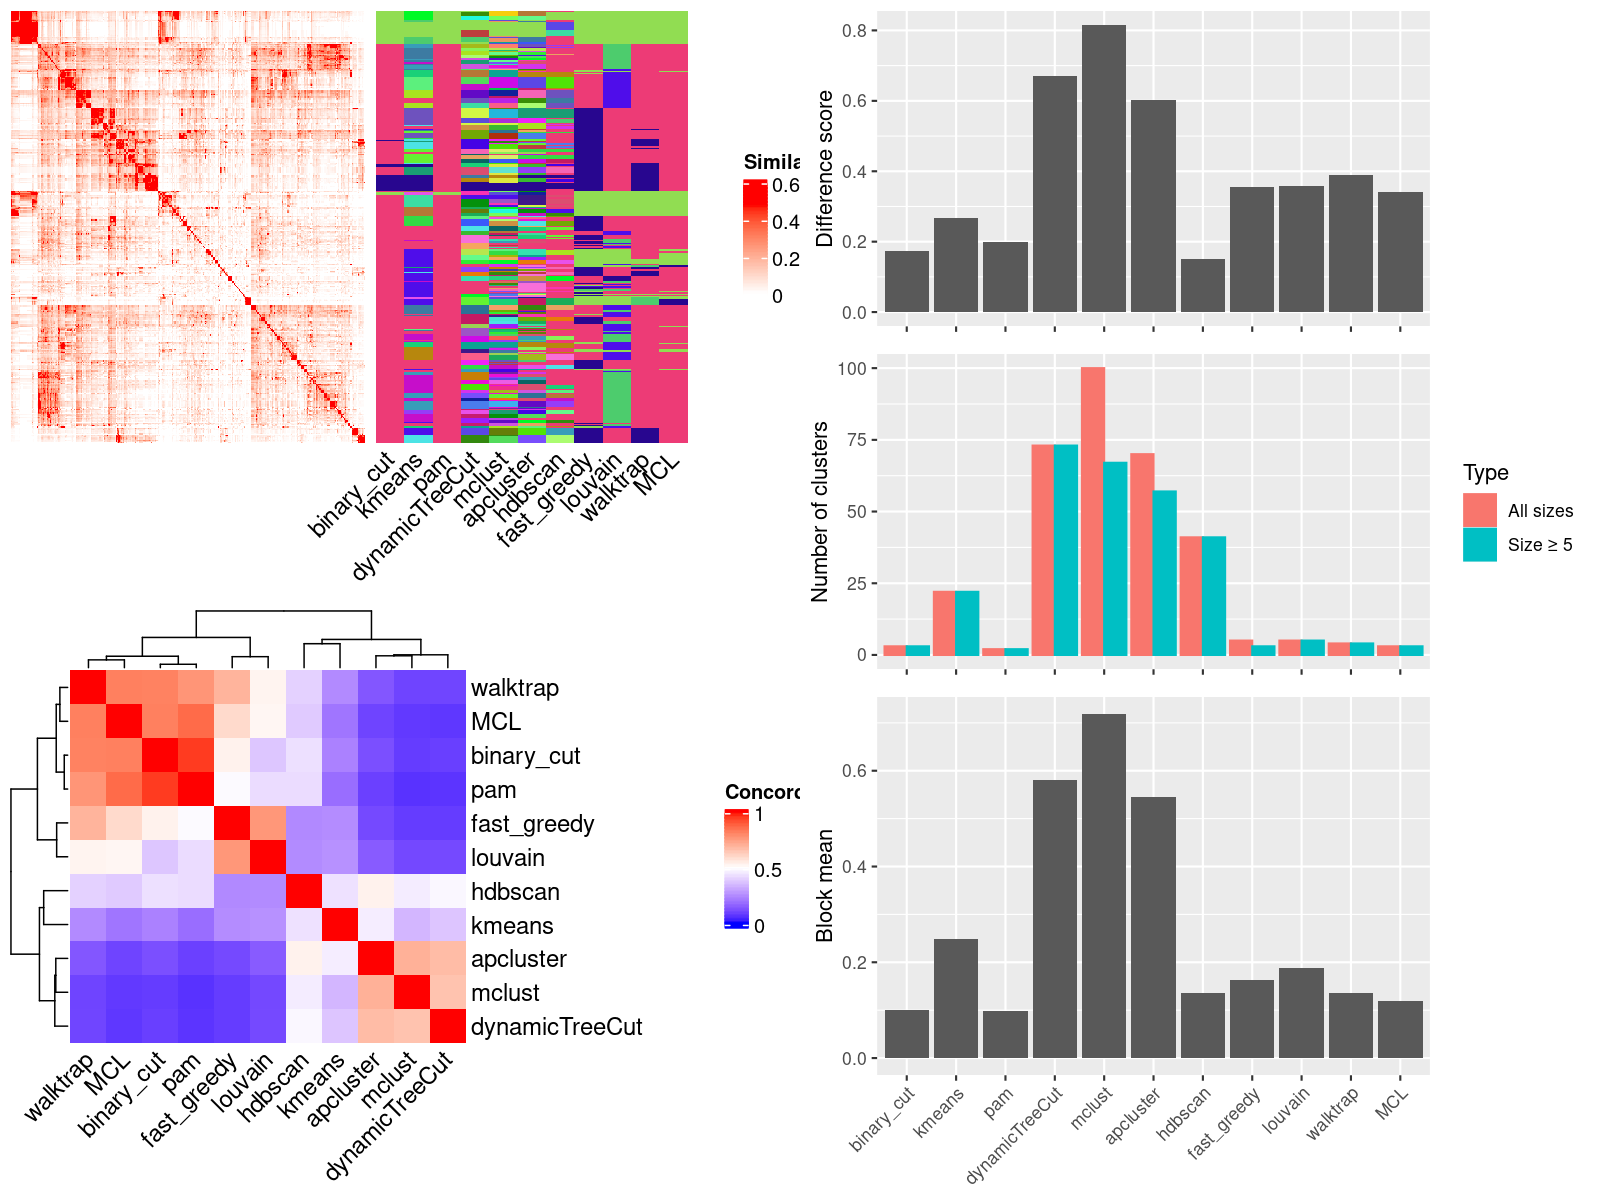 Simila
0.6
0.4
0.2
0
binary_cut
kmeans
pam
dynamicTreeCut
mclust
apcluster
hdbscan
fast_greedy
louvain
walktrap
MCL
walktrap
MCL
binary_cut
pam
fast_greedy
louvain
hdbscan
kmeans
apcluster
mclust
dynamicTreeCut
walktrap
MCL
binary_cut
pam
fast_greedy
louvain
hdbscan
kmeans
apcluster
mclust
dynamicTreeCut
Concord
1
0.5
0
Difference score
0.8
0.6
0.4
0.2
0.0
Number of clusters
100
75
50
25
0
Type
All sizes
Size ≥ 5
Block mean
0.6
0.4
0.2
0.0
binary_cut
kmeans
pam
dynamicTreeCut
mclust
apcluster
hdbscan
fast_greedy
louvain
walktrap
MCL